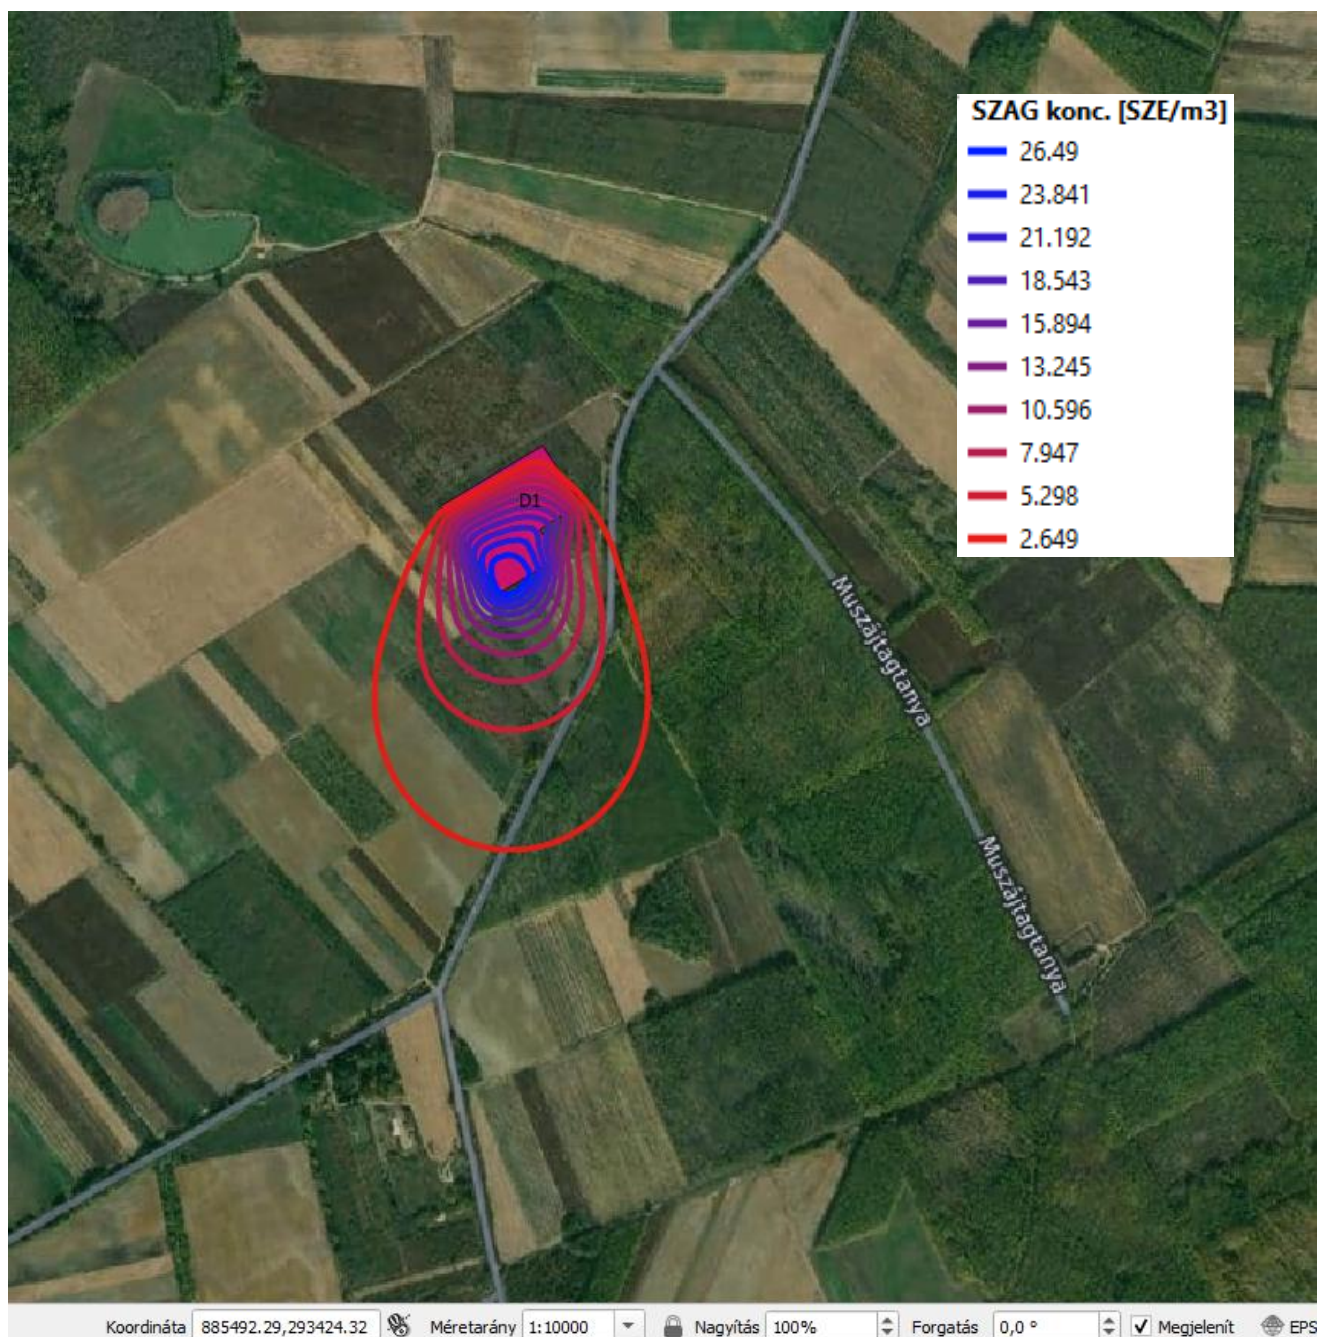 SZAG konc. [SZE/m3]
26.49
23.841
21.192
18.543
15.894
13.245
10.596
7.947
5.298
2.649
D1
Muszájtagtanya
Muszájtagtanya
Koordináta 885492.29,293424.32 Méretarány 1:10000 Nagyítás 100% Forgatás 0,0 ° Megjelenít EPS